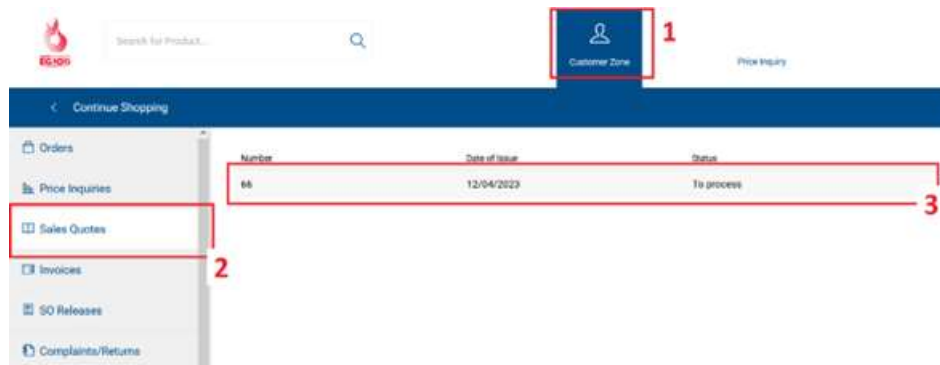 Search for Product...
Customer Zone
1
Price Inquiry
Continue Shopping
Orders
Price Inquiries
Sales Quotes
2
Invoices
SO Releases
Complaints/Returns
Number Date of Issue Status
66 12/04/2023 To process
3